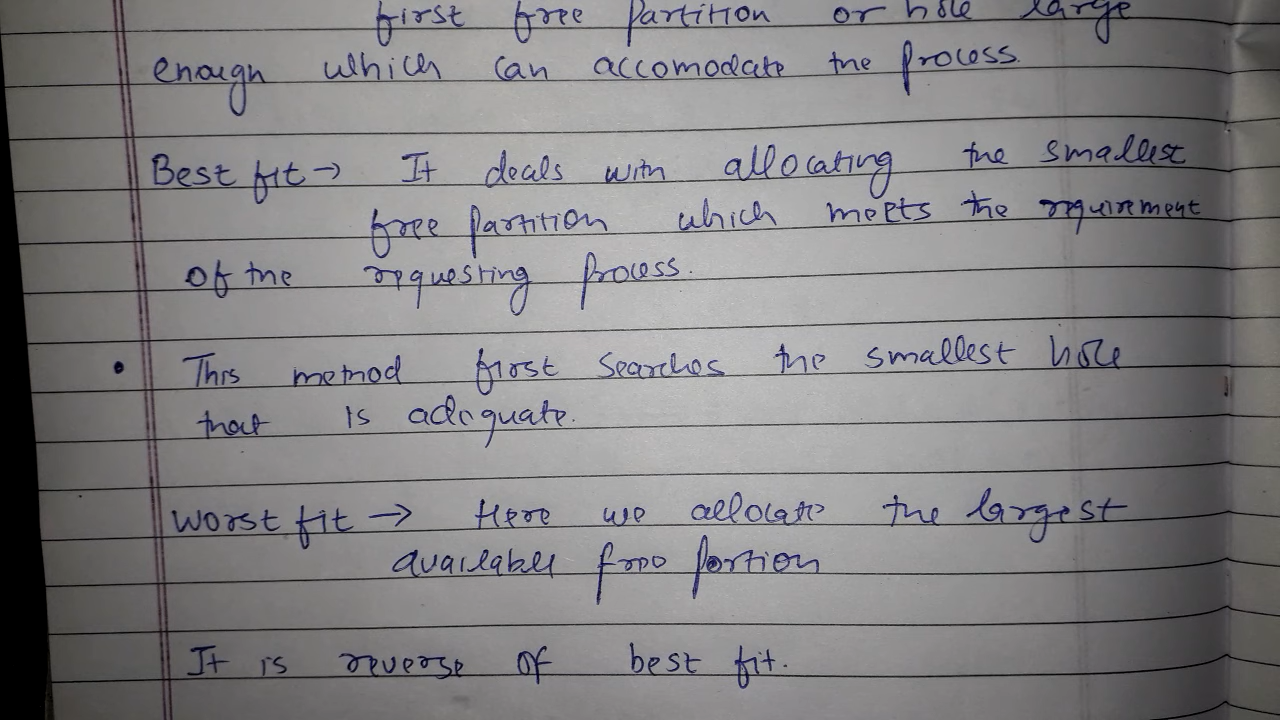 first free partition or hole large
enough which can accomodate the process.
Best fit → It deals with allocating the smallest
free partition which meets the requirement
of the requesting process.
• This method first searches the smallest hole
that is adequate.
Worst fit → Here we allocate the largest
available free portion
It is reverse of best fit.